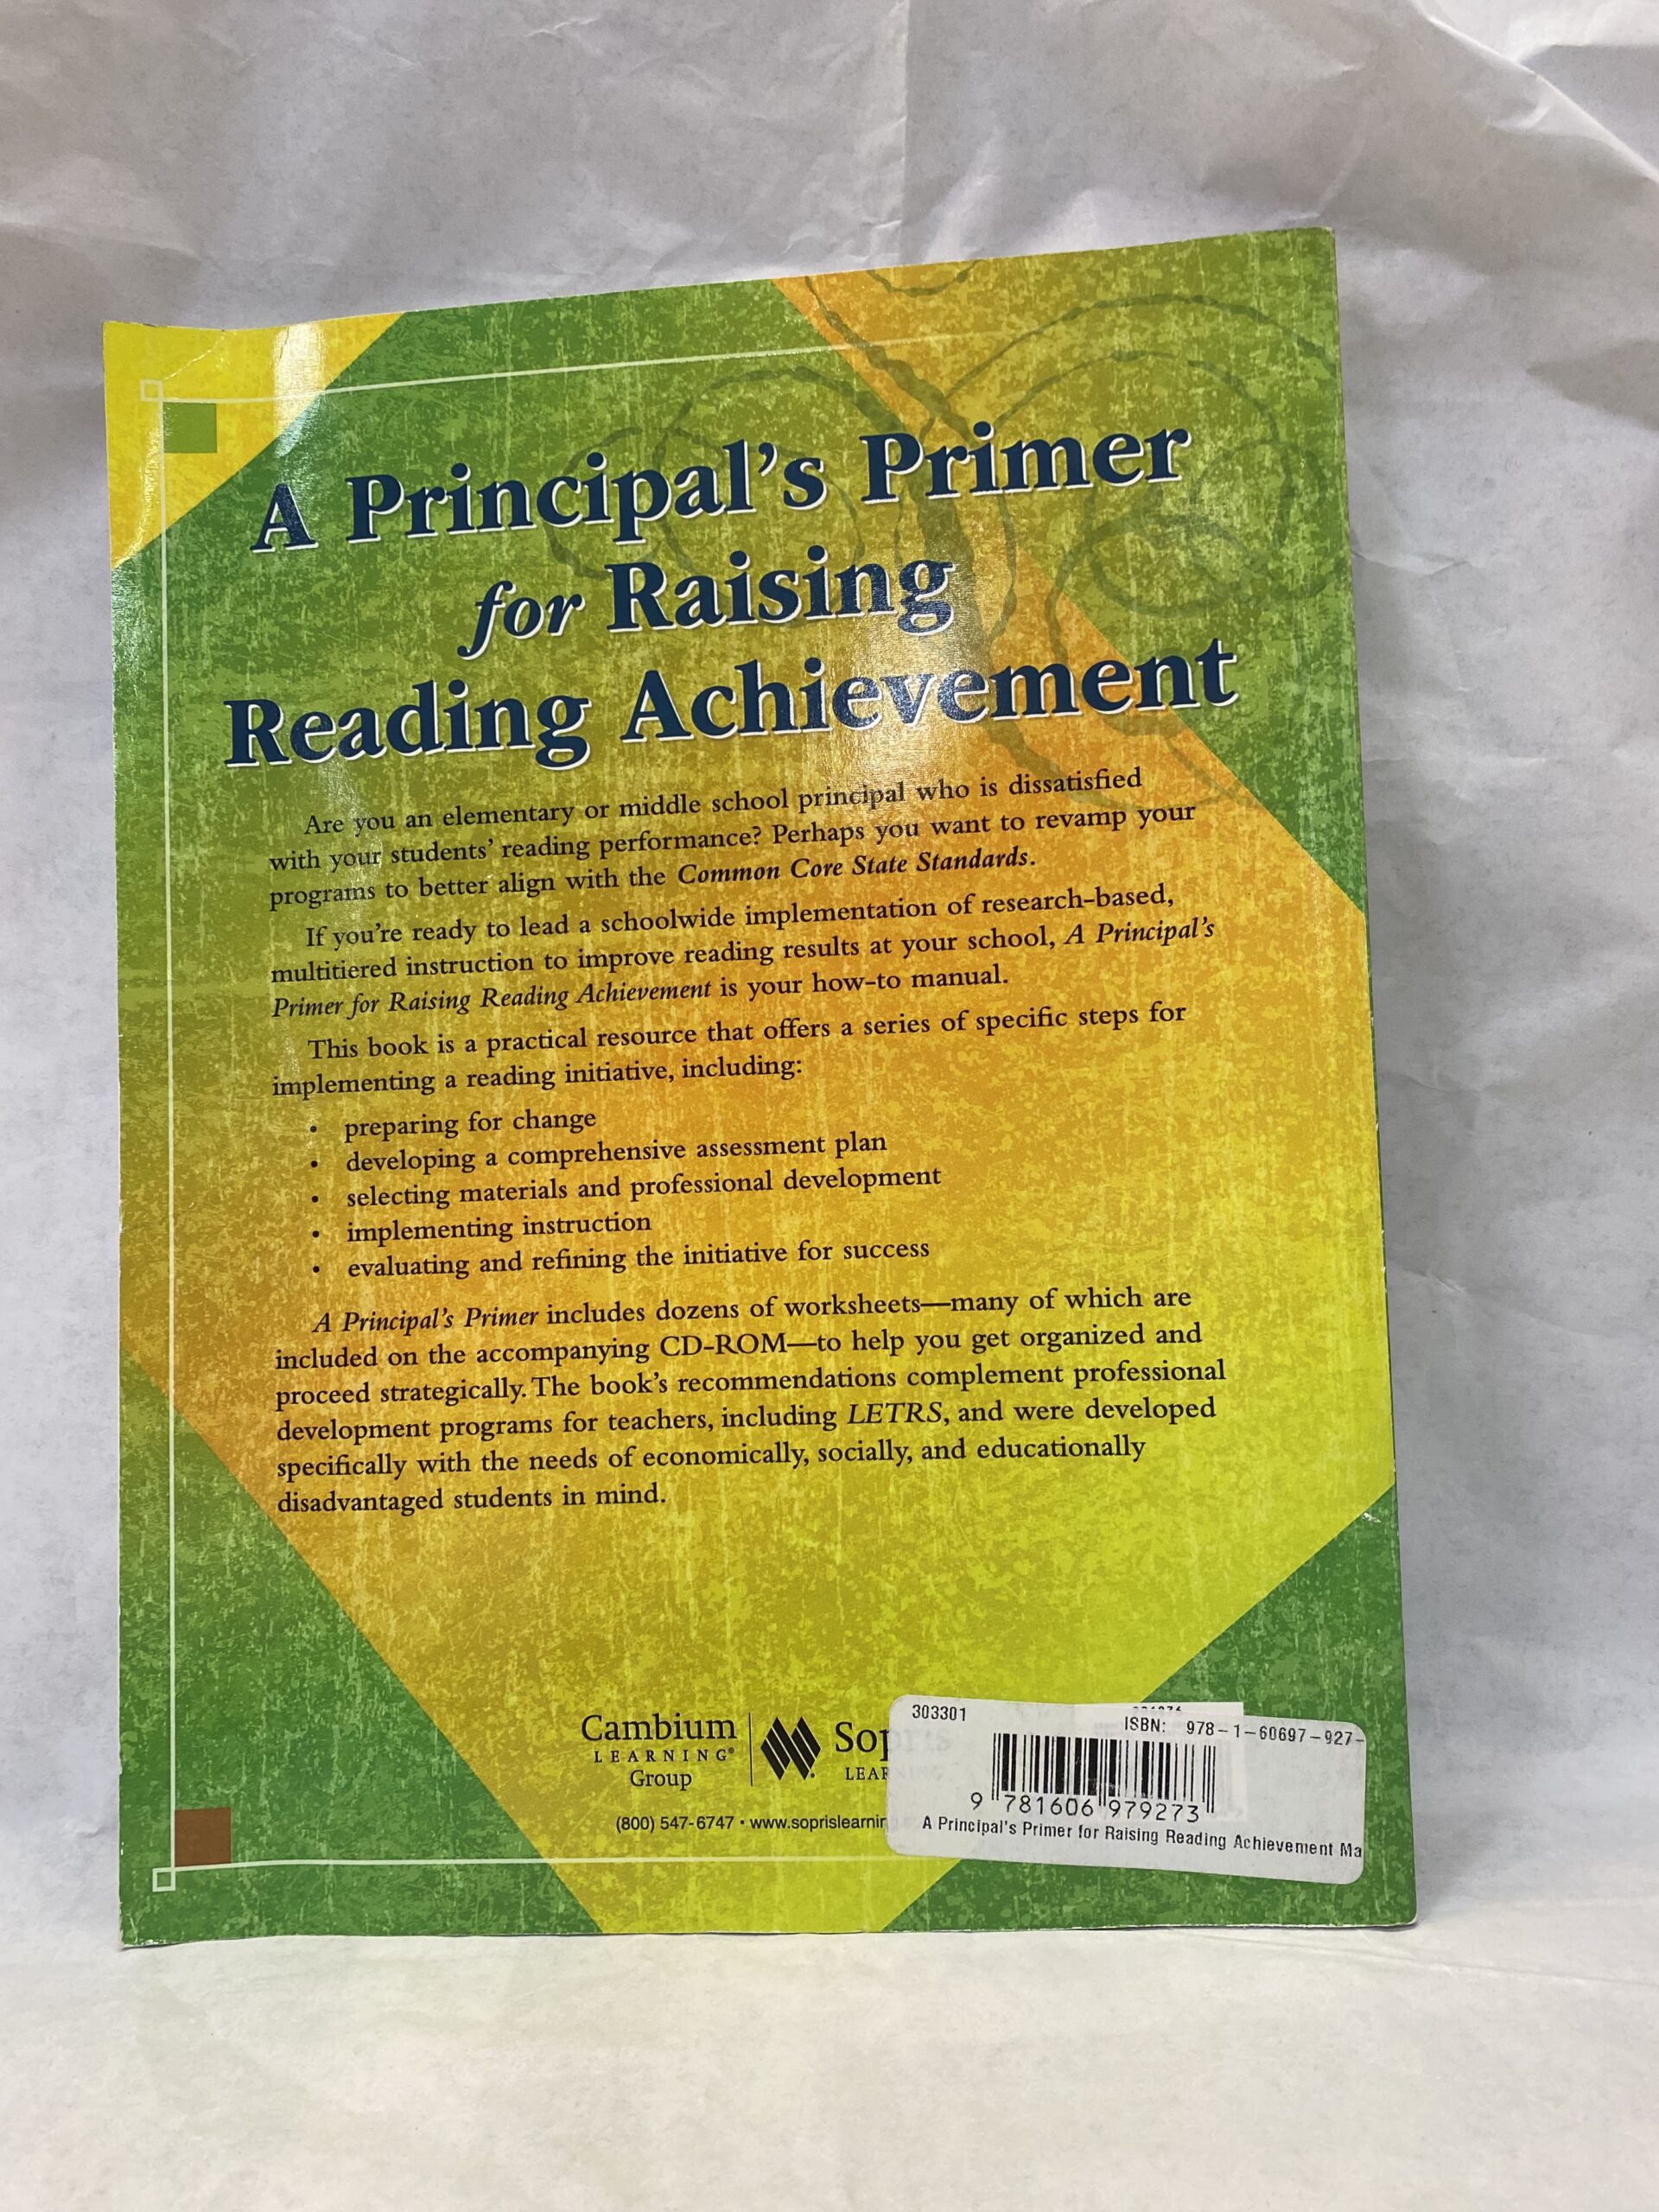 A Principal's Primer
for Raising
Reading Achievement
Are you an elementary or middle school principal who is dissatisfied
with your students' reading performance? Perhaps you want to revamp your
programs to better align with the Common Core State Standards.
If you're ready to lead a schoolwide implementation of research-based,
multitiered instruction to improve reading results at your school, A Principal's
Primer for Raising Reading Achievement is your how-to manual.
This book is a practical resource that offers a series of specific steps for
implementing a reading initiative, including:
• preparing for change
• developing a comprehensive assessment plan
• selecting materials and professional development
• implementing instruction
• evaluating and refining the initiative for success
A Principal's Primer includes dozens of worksheets—many of which are
included on the accompanying CD-ROM—to help you get organized and
proceed strategically. The book's recommendations complement professional
development programs for teachers, including LETRS, and were developed
specifically with the needs of economically, socially, and educationally
disadvantaged students in mind.
Cambium
LEARNING®
Group
Sopris
LEARNING
(800) 547-6747 • www.soprislearnin
303301
ISBN: 978-1-60697-927-
9 781606 979273
A Principal's Primer for Raising Reading Achievement Ma